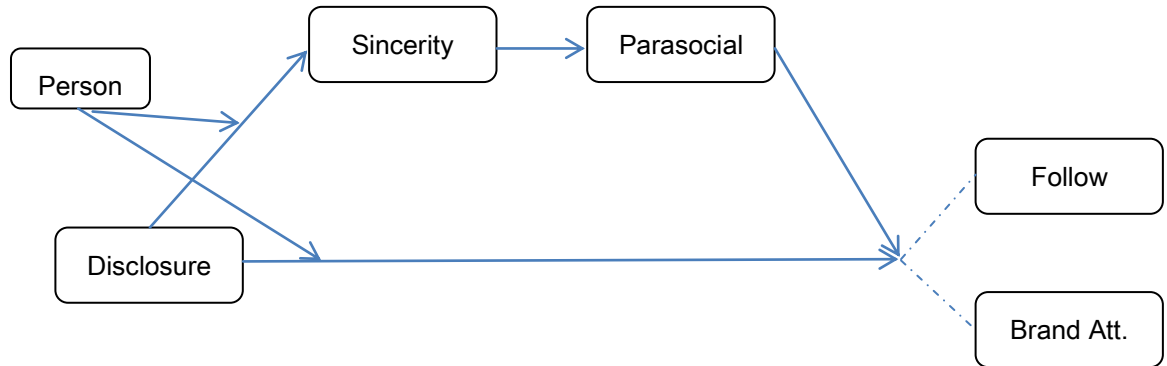 Sincerity
Parasocial
Person
Follow
Disclosure
Brand Att.